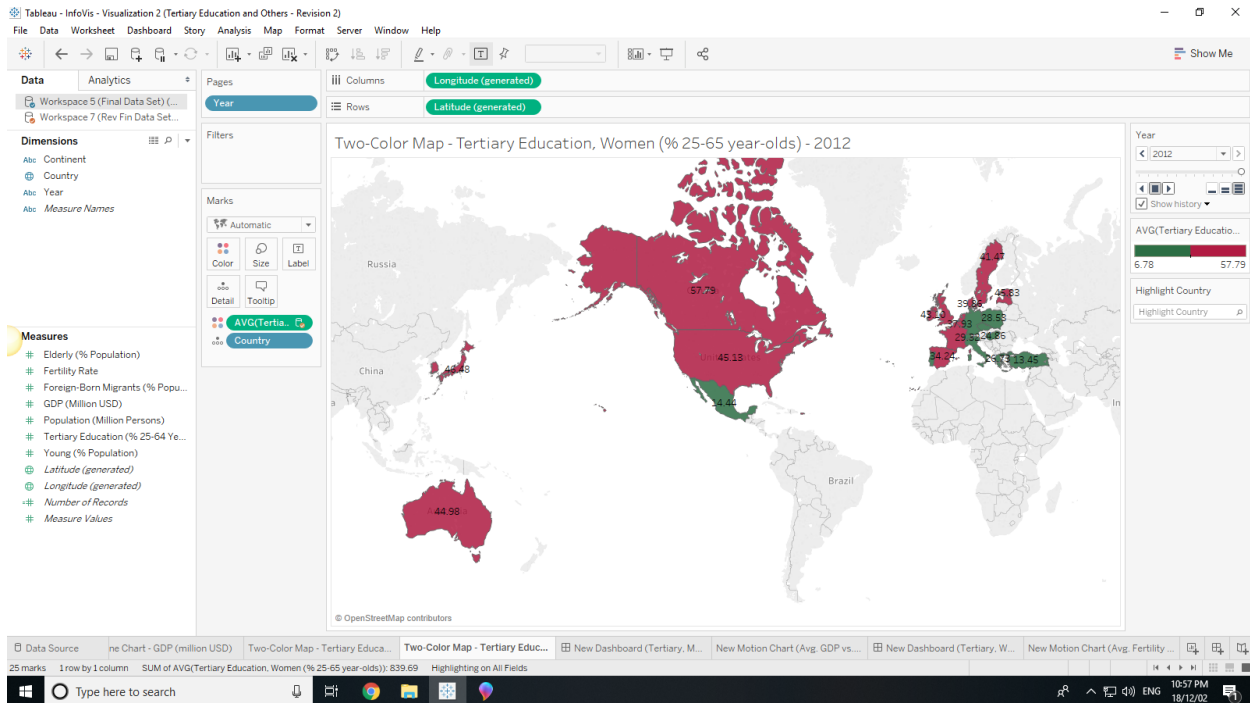 Tableau - InfoVis - Visualization 2 (Tertiary Education and Others - Revision 2)
File Data Worksheet Dashboard Story Analysis Map Format Server Window Help
T
Show Me
Data Analytics
Workspace 5 (Final Data Set) (...
Workspace 7 (Rev Fin Data Set...
Dimensions
Abc Continent
Country
Abc Year
Abc Measure Names
Measures
# Elderly (% Population)
# Fertility Rate
# Foreign-Born Migrants (% Popu...
# GDP (Million USD)
# Population (Million Persons)
# Tertiary Education (% 25-64 Ye...
# Young (% Population)
Latitude (generated)
Longitude (generated)
=# Number of Records
# Measure Values
Pages
Year
Filters
Marks
Automatic
Color Size Label
Detail Tooltip
AVG(Tertia..
Country
Columns Longitude (generated)
Rows Latitude (generated)
Two-Color Map - Tertiary Education, Women (% 25-65 year-olds) - 2012
Russia
China
Brazil
57.79
45.13
14.44
44.98
41.47
45.83
28.53
34.24
13.45
© OpenStreetMap contributors
Year
2012
Show history
AVG(Tertiary Educatio...
6.78 57.79
Highlight Country
Highlight Country
Data Source ne Chart - GDP (million USD) Two-Color Map - Tertiary Educa... Two-Color Map - Tertiary Educ... New Dashboard (Tertiary, M... New Motion Chart (Avg. GDP vs.... New Dashboard (Tertiary, W... New Motion Chart (Avg. Fertility ...
25 marks 1 row by 1 column SUM of AVG(Tertiary Education, Women (% 25-65 year-olds)): 839.69 Highlighting on All Fields
Type here to search
ENG
10:57 PM
18/12/02
1